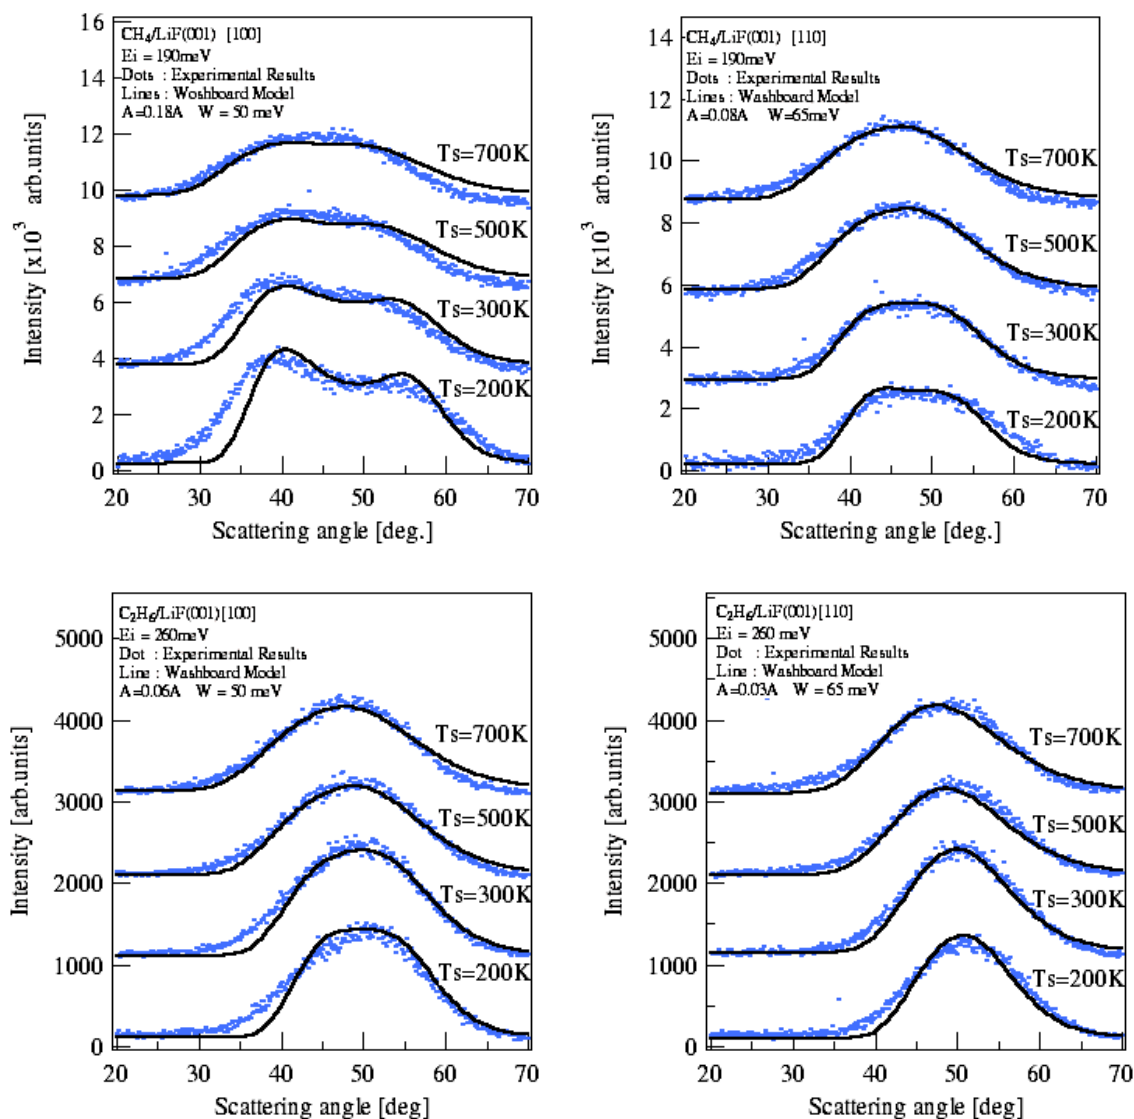 16
14
12
10
8
6
4
2
0
Intensity [x10³ arb.units]
CH₄/LiF(001) [100]
Ei = 190meV
Dots : Experimental Results
Lines : Woshboard Model
A=0.18A W = 50 meV
Ts=700K
Ts=500K
Ts=300K
Ts=200K
20 30 40 50 60 70
Scattering angle [deg.]
14
12
10
8
6
4
2
0
Intensity [x10³ arb.units]
CH₄/LiF(001) [110]
Ei = 190meV
Dots : Experimental Results
Lines : Washboard Model
A=0.08A W=65meV
Ts=700K
Ts=500K
Ts=300K
Ts=200K
20 30 40 50 60 70
Scattering angle [deg.]
5000
4000
3000
2000
1000
0
Intensity [arb.units]
C₂H₆/LiF(001)[100]
Ei = 260meV
Dot : Experimental Results
Line : Washboard Model
A=0.06A W = 50 meV
Ts=700K
Ts=500K
Ts=300K
Ts=200K
20 30 40 50 60 70
Scattering angle [deg]
5000
4000
3000
2000
1000
0
Intensity [arb.units]
C₂H₆/LiF(001)[110]
Ei = 260 meV
Dot : Experimental Results
Line : Washboard Model
A=0.03A W = 65 meV
Ts=700K
Ts=500K
Ts=300K
Ts=200K
20 30 40 50 60 70
Scattering angle [deg]